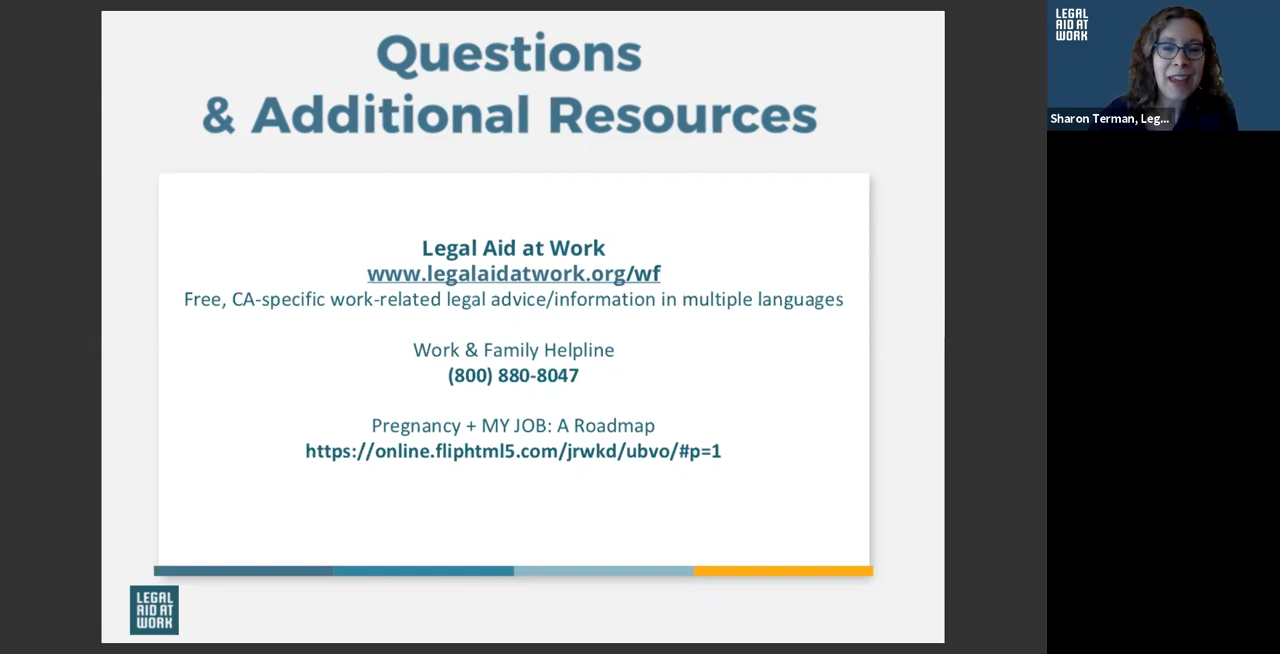 Questions
& Additional Resources
Legal Aid at Work
www.legalaidatwork.org/wf
Free, CA-specific work-related legal advice/information in multiple languages
Work & Family Helpline
(800) 880-8047
Pregnancy + MY JOB: A Roadmap
https://online.fliphtml5.com/jrwkd/ubvo/#p=1
LEGAL
AID AT
WORK
LEGAL
AID AT
WORK
Sharon Terman, Leg...